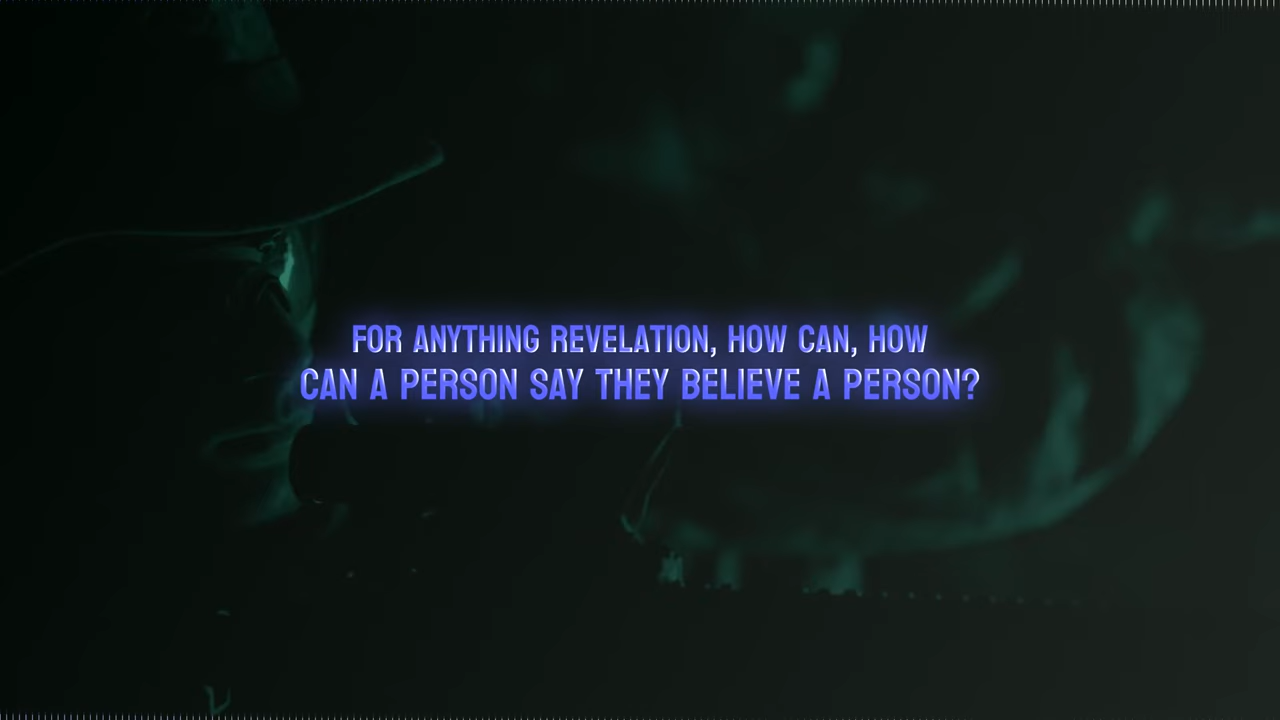 FOR ANYTHING REVELATION, HOW CAN, HOW
CAN A PERSON SAY THEY BELIEVE A PERSON?